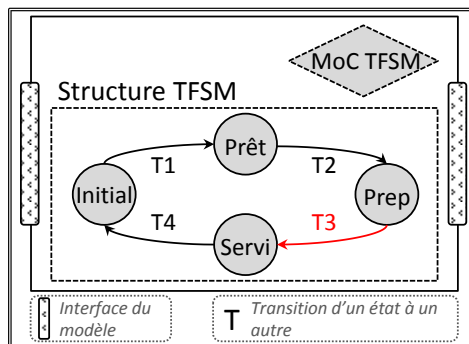 MoC TFSM
Structure TFSM
Prêt
T1
T2
Initial
Prep
T4
T3
Servi
Interface du
modèle
T
Transition d'un état à un
autre